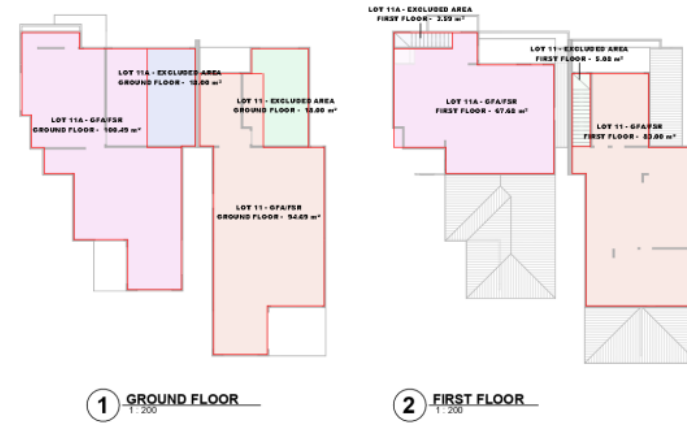 LOT 11A - EXCLUDED AREA
GROUND FLOOR - 18.00 m²
LOT 11 - EXCLUDED AREA
GROUND FLOOR - 18.00 m²
LOT 11A - GFA/FSR
GROUND FLOOR - 100.49 m²
LOT 11 - GFA/FSR
GROUND FLOOR - 94.69 m²
1
GROUND FLOOR
1 : 200
LOT 11A - EXCLUDED AREA
FIRST FLOOR - 3.59 m²
LOT 11 - EXCLUDED AREA
FIRST FLOOR - 5.08 m²
LOT 11A - GFA/FSR
FIRST FLOOR - 67.68 m²
LOT 11 - GFA/FSR
FIRST FLOOR - 83.00 m²
2
FIRST FLOOR
1 : 200